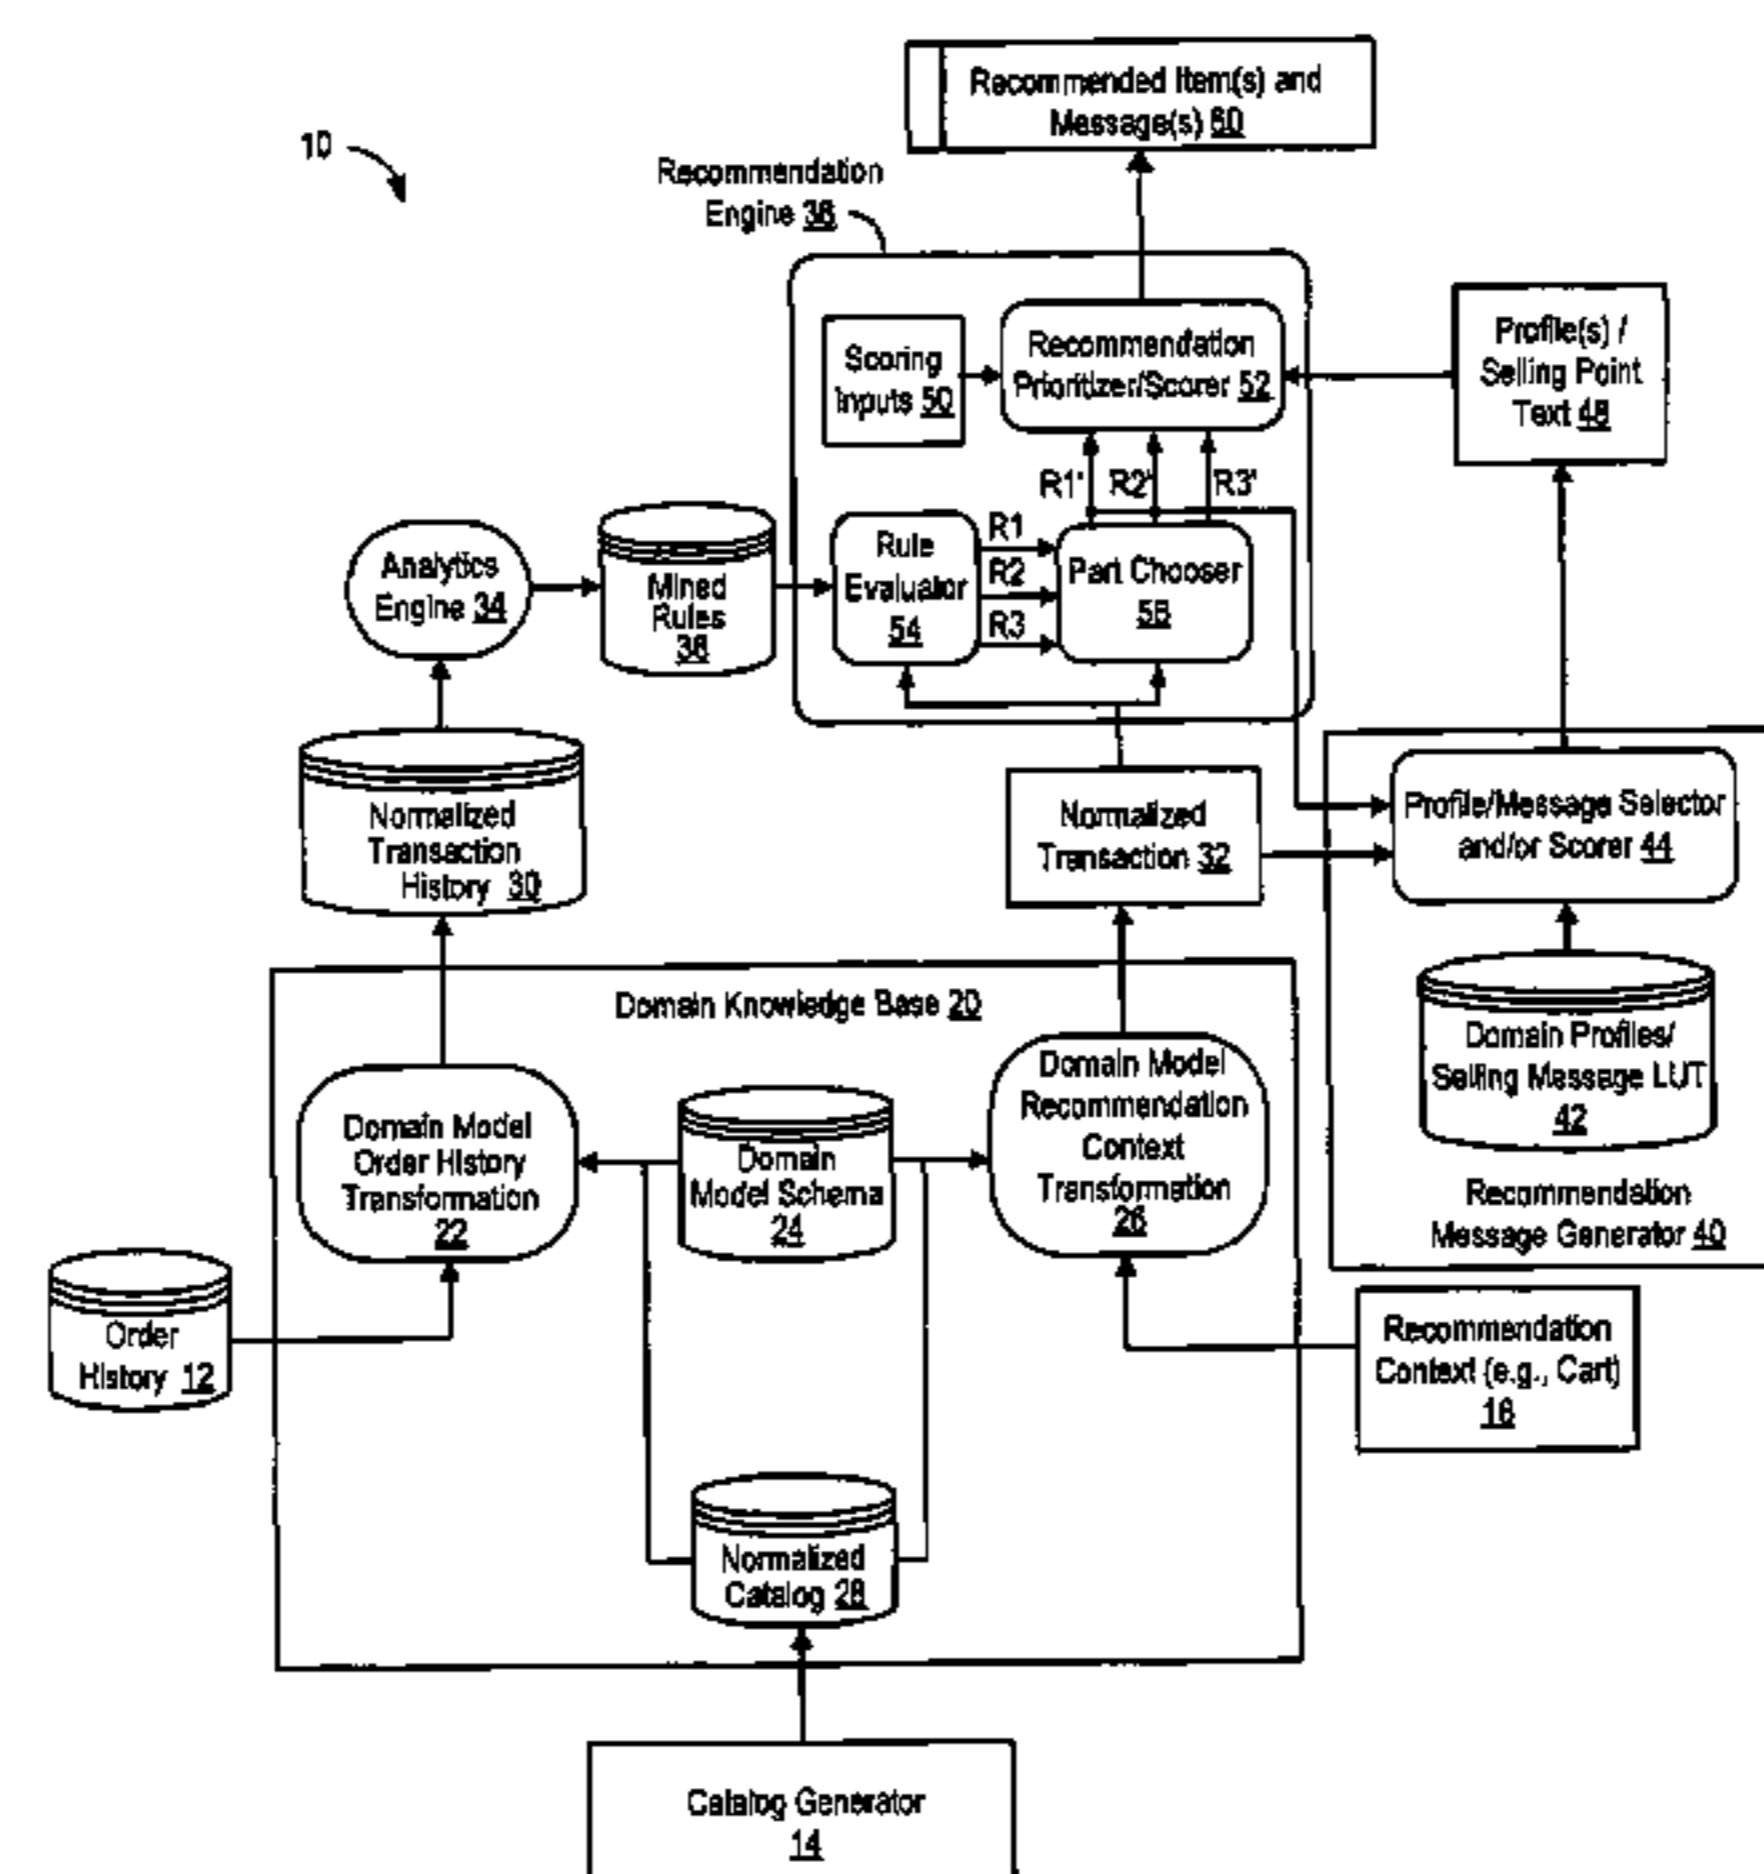 Recommended Item(s) and
Message(s) 60
10
Recommendation
Engine 38
Scoring
Inputs 50
Recommendation
Prioritizer/Scorer 52
Profile(s) /
Selling Point
Text 48
R1' R2' R3'
Analytics
Engine 34
Mined
Rules
36
Rule
Evaluator
54
R1
R2
R3
Part Chooser
56
Normalized
Transaction
History 30
Normalized
Transaction 32
Profile/Message Selector
and/or Scorer 44
Domain Knowledge Base 20
Domain Model
Order History
Transformation
22
Domain
Model Schema
24
Domain Model
Recommendation
Context
Transformation
26
Domain Profiles/
Selling Message LUT
42
Recommendation
Message Generator 40
Order
History 12
Recommendation
Context (e.g., Cart)
16
Normalized
Catalog 28
Catalog Generator
14